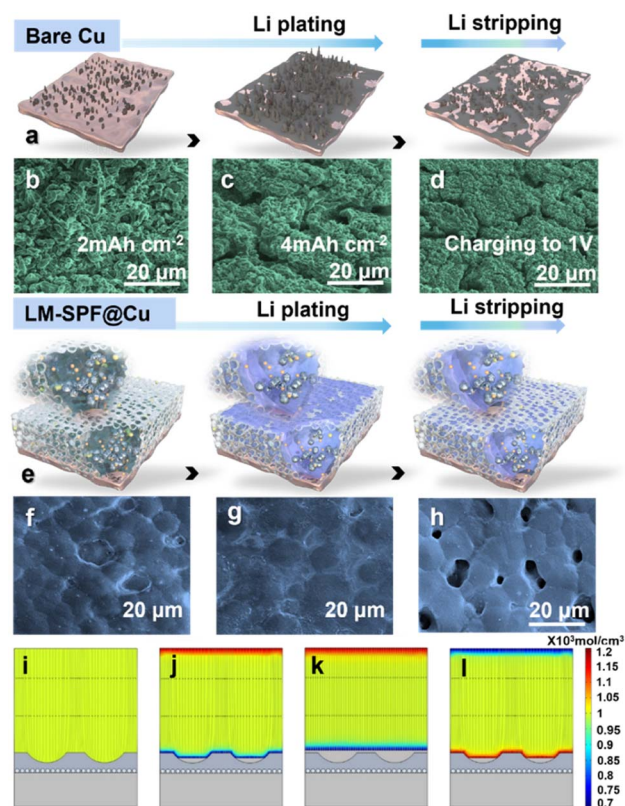 Bare Cu
Li plating
Li stripping
a
b
2mAh cm⁻²
20 µm
c
4mAh cm⁻²
20 µm
d
Charging to 1V
20 µm
LM-SPF@Cu
Li plating
Li stripping
e
f
20 µm
g
20 µm
h
20 µm
X10³mol/cm³
i
j
k
l
1.2
1.15
1.1
1.05
1
0.95
0.9
0.85
0.8
0.7